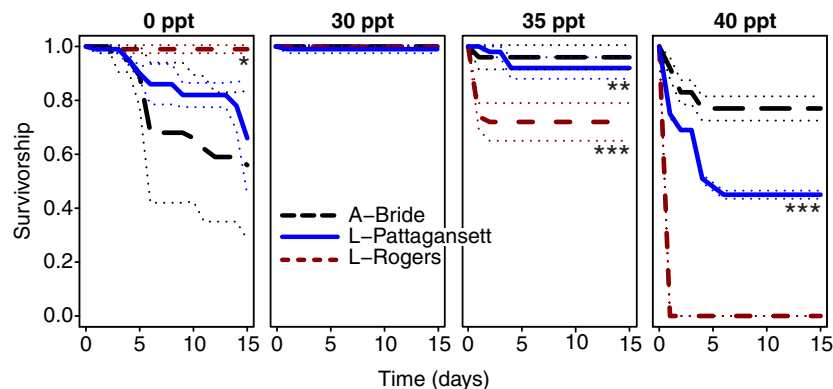 0 ppt 30 ppt 35 ppt 40 ppt
Survivorship
1.0
0.8
0.6
0.4
0.2
0.0
*
**
***
***
A−Bride
L−Pattagansett
L−Rogers
0 5 10 15 0 5 10 15 0 5 10 15 0 5 10 15
Time (days)